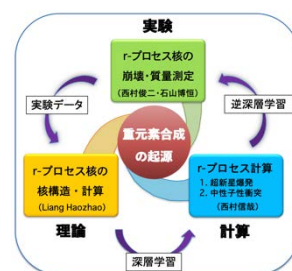 実験
r-プロセス核の
崩壊・質量測定
(西村俊二・石山博恒)
実験データ
逆深層学習
重元素合成
の起源
r-プロセス核の
核構造・計算
(Liang Haozhao)
r-プロセス計算
1. 超新星爆発
2. 中性子星衝突
(西村信哉)
理論
計算
深層学習